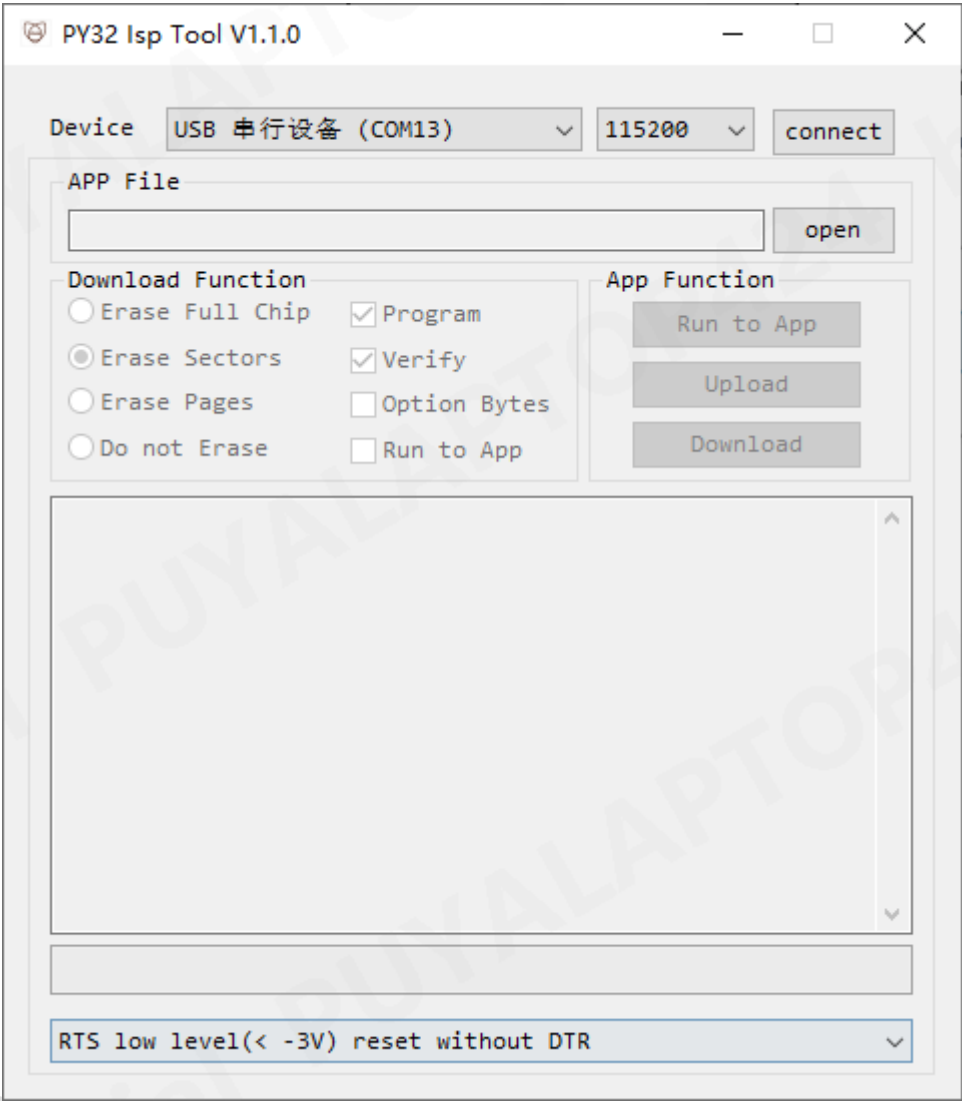 PY32 Isp Tool V1.1.0
Device USB 串行设备 (COM13) 115200 connect
APP File
open
Download Function
Erase Full Chip Program
Erase Sectors Verify
Erase Pages Option Bytes
Do not Erase Run to App
App Function
Run to App
Upload
Download
RTS low level(< -3V) reset without DTR
PUYALAPTOP424
PUYALAPTOP4